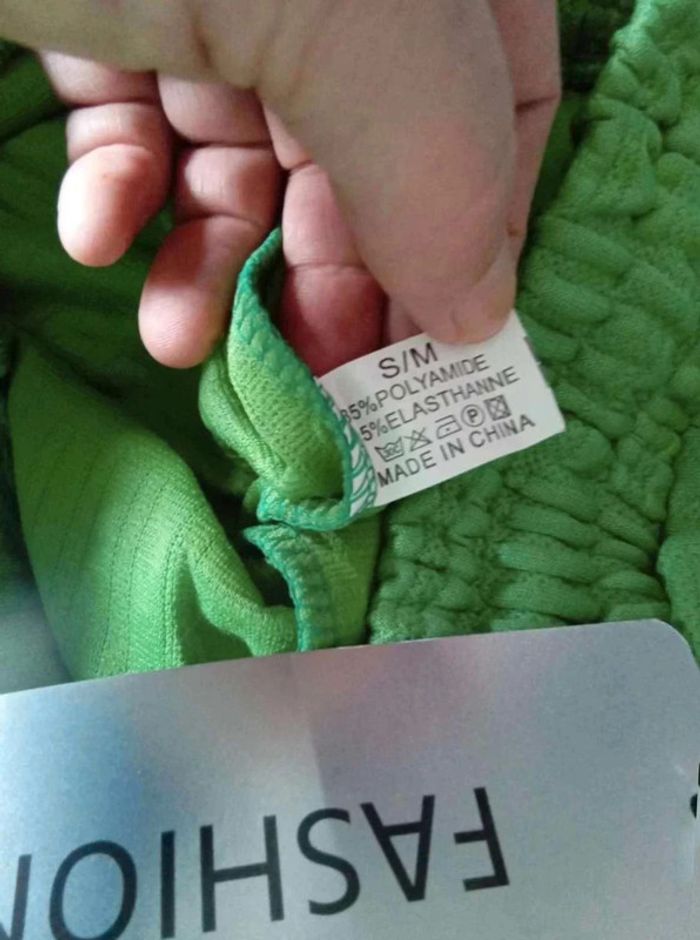 S/M
5%POLYAMIDE
5%ELASTHANNE
MADE IN CHINA
FASHION